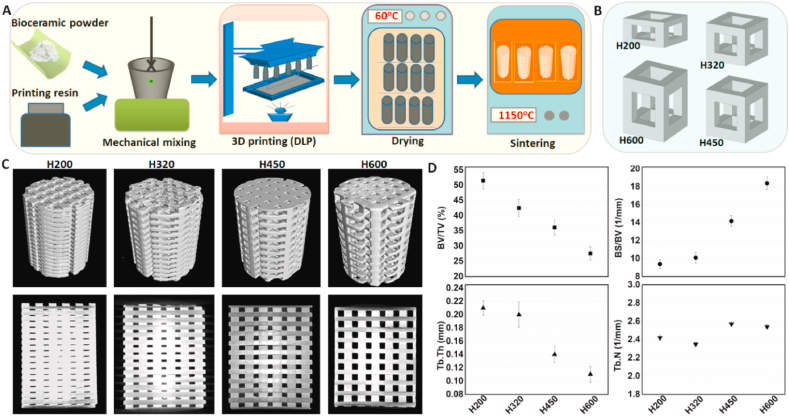 A
Bioceramic powder
Printing resin
Mechanical mixing
3D printing (DLP)
60°C
Drying
1150°C
Sintering
B
H200
H320
H600
H450
C
H200
H320
H450
H600
D
BV/TV (%)
55
50
45
40
35
30
25
20
BS/BV (1/mm)
20
18
16
14
12
10
8
Tb.Th (mm)
0.24
0.22
0.20
0.18
0.16
0.14
0.12
0.10
0.08
H200
H320
H450
H600
Tb.N (1/mm)
3.0
2.8
2.6
2.4
2.2
2.0
1.8
H200
H320
H450
H600